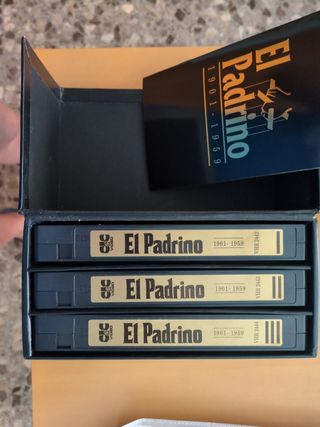 El
Padrino
1901 - 1959
El Padrino 1901 - 1959 I
El Padrino 1901 - 1959 II
El Padrino 1901 - 1959 III